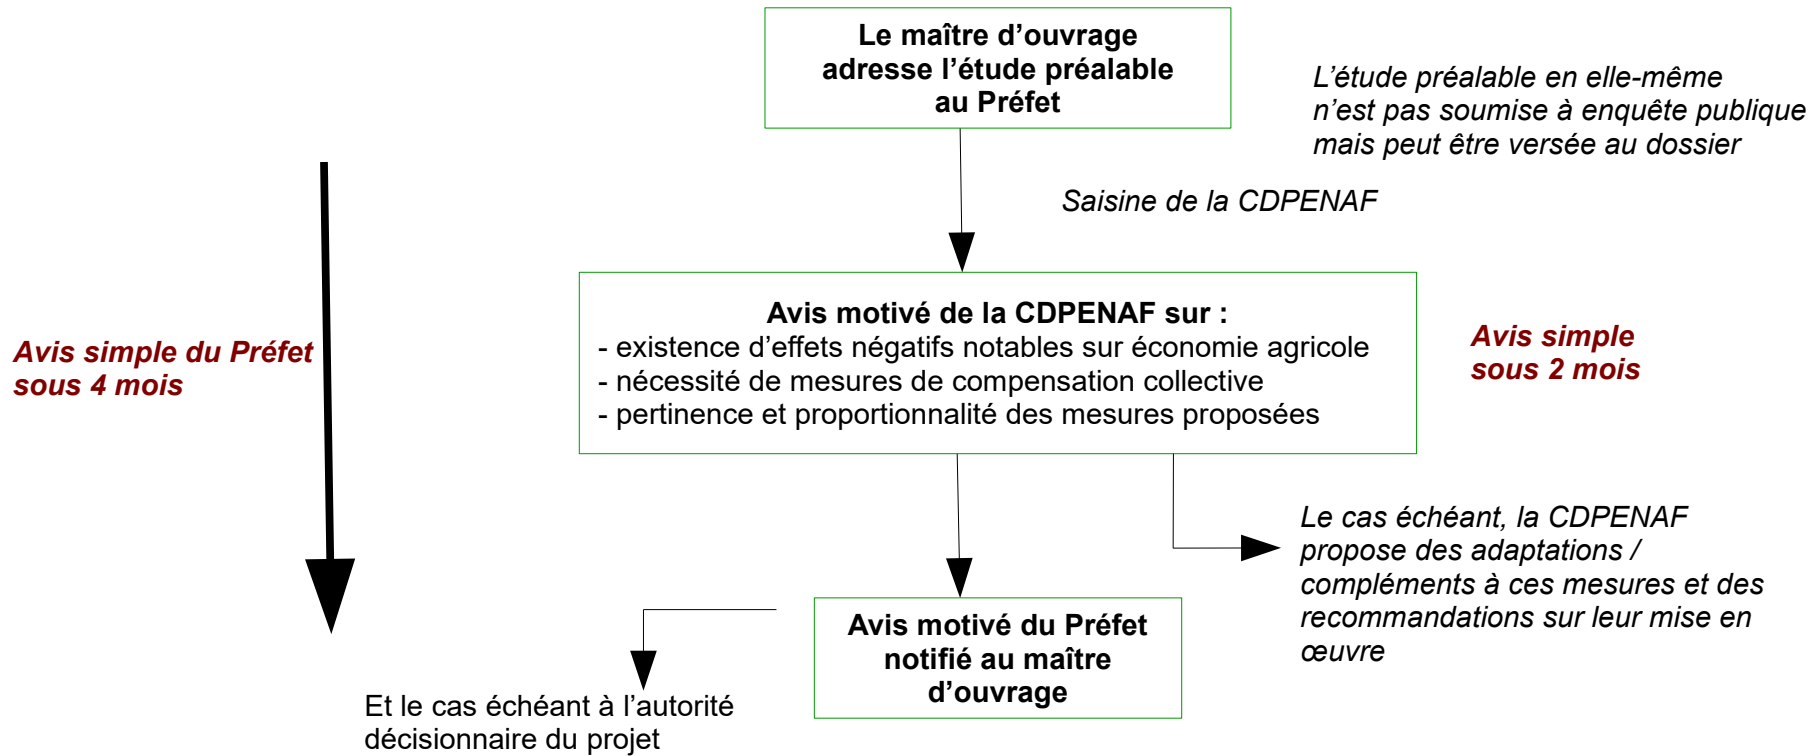 Le maître d’ouvrage
adresse l’étude préalable
au Préfet
L’étude préalable en elle-même
n’est pas soumise à enquête publique
mais peut être versée au dossier
Saisine de la CDPENAF
Avis motivé de la CDPENAF sur :
- existence d’effets négatifs notables sur économie agricole
- nécessité de mesures de compensation collective
- pertinence et proportionnalité des mesures proposées
Avis simple du Préfet
sous 4 mois
Avis simple
sous 2 mois
Le cas échéant, la CDPENAF
propose des adaptations /
compléments à ces mesures et des
recommandations sur leur mise en
œuvre
Avis motivé du Préfet
notifié au maître
d’ouvrage
Et le cas échéant à l’autorité
décisionnaire du projet